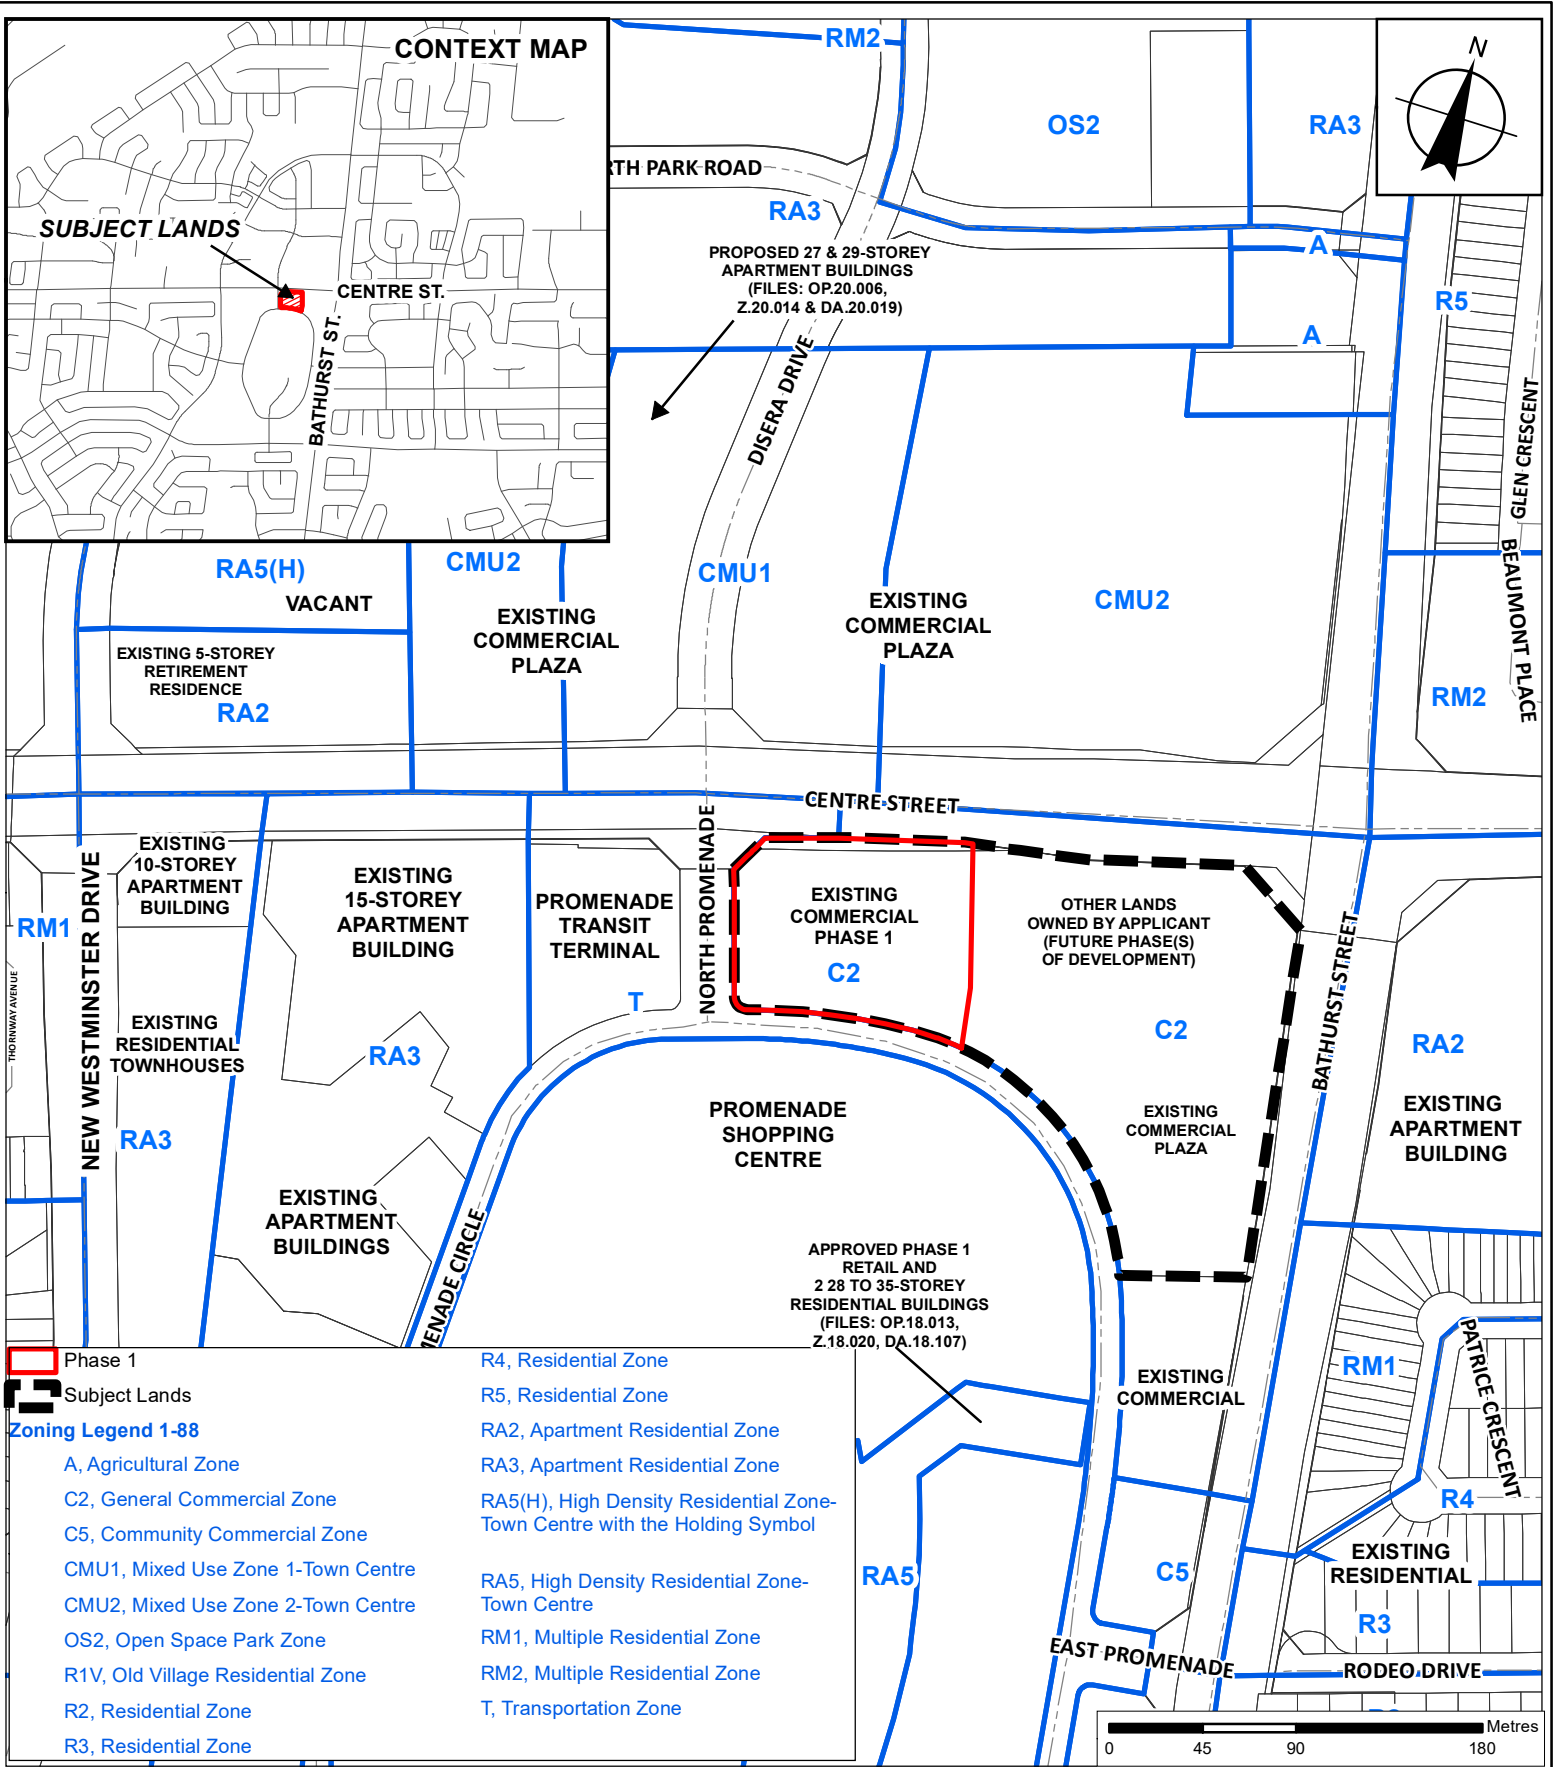 CONTEXT MAP
SUBJECT LANDS
CENTRE ST.
BATHURST ST.
N
RM2
OS2
RA3
RTH PARK ROAD
RA3
PROPOSED 27 & 29-STOREY
APARTMENT BUILDINGS
(FILES: OP.20.006,
Z.20.014 & DA.20.019)
A
R5
A
DISERA DRIVE
GLEN CRESCENT
BEAUMONT PLACE
RA5(H)
VACANT
CMU2
CMU1
EXISTING
COMMERCIAL
PLAZA
EXISTING
COMMERCIAL
PLAZA
CMU2
EXISTING 5-STOREY
RETIREMENT
RESIDENCE
RA2
RM2
CENTRE STREET
NEW WESTMINSTER DRIVE
EXISTING
10-STOREY
APARTMENT
BUILDING
EXISTING
15-STOREY
APARTMENT
BUILDING
PROMENADE
TRANSIT
TERMINAL
NORTH PROMENADE
EXISTING
COMMERCIAL
PHASE 1
C2
OTHER LANDS
OWNED BY APPLICANT
(FUTURE PHASE(S)
OF DEVELOPMENT)
BATHURST STREET
RM1
THORNWAY AVENUE
T
C2
EXISTING
RESIDENTIAL
TOWNHOUSES
RA3
RA3
RA2
EXISTING
APARTMENT
BUILDING
PROMENADE
SHOPPING
CENTRE
EXISTING
COMMERCIAL
PLAZA
EXISTING
APARTMENT
BUILDINGS
MENADE CIRCLE
APPROVED PHASE 1
RETAIL AND
2 28 TO 35-STOREY
RESIDENTIAL BUILDINGS
(FILES: OP.18.013,
Z.18.020, DA.18.107)
EXISTING
COMMERCIAL
RM1
PATRICE CRESCENT
R4
EXISTING
RESIDENTIAL
R3
RA5
C5
EAST PROMENADE
RODEO DRIVE
Phase 1
Subject Lands
Zoning Legend 1-88
A, Agricultural Zone
C2, General Commercial Zone
C5, Community Commercial Zone
CMU1, Mixed Use Zone 1-Town Centre
CMU2, Mixed Use Zone 2-Town Centre
OS2, Open Space Park Zone
R1V, Old Village Residential Zone
R2, Residential Zone
R3, Residential Zone
R4, Residential Zone
R5, Residential Zone
RA2, Apartment Residential Zone
RA3, Apartment Residential Zone
RA5(H), High Density Residential Zone-
Town Centre with the Holding Symbol
RA5, High Density Residential Zone-
Town Centre
RM1, Multiple Residential Zone
RM2, Multiple Residential Zone
T, Transportation Zone
Metres
0 45 90 180